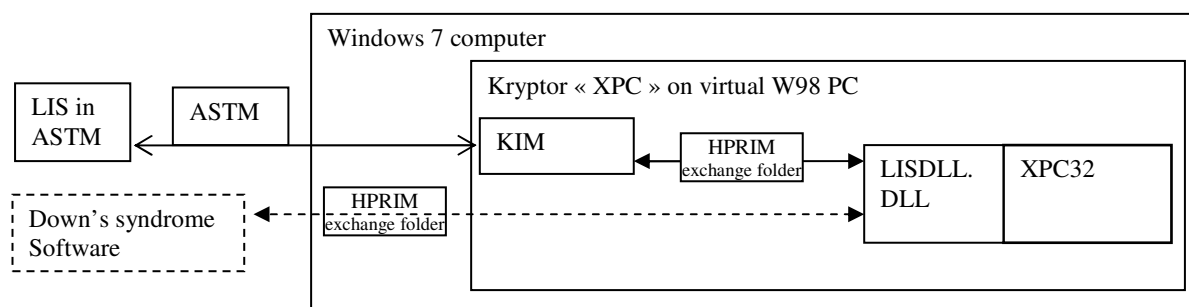 Windows 7 computer
Kryptor « XPC » on virtual W98 PC
LIS in
ASTM
ASTM
KIM
HPRIM
exchange folder
LISDLL.
DLL
XPC32
Down's syndrome
Software
HPRIM
exchange folder